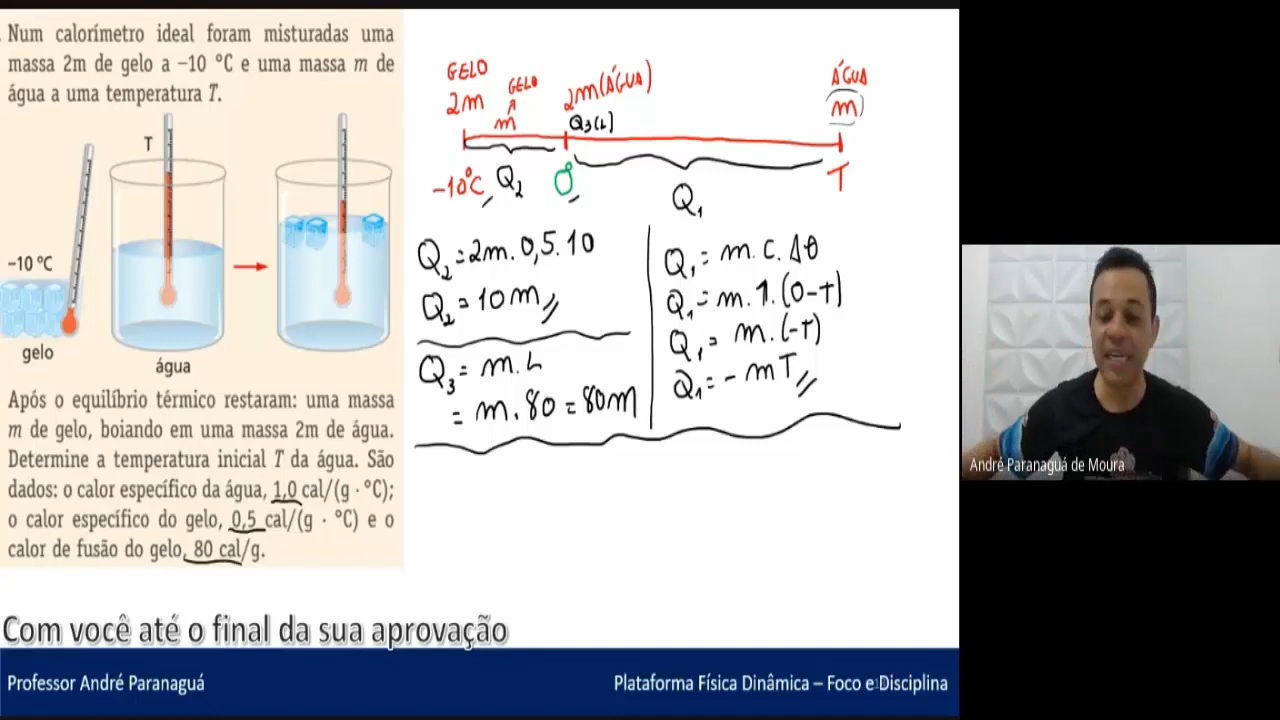 Num calorímetro ideal foram misturadas uma
massa 2m de gelo a −10 °C e uma massa m de
água a uma temperatura T.
T
−10 °C
gelo
água
Após o equilíbrio térmico restaram: uma massa
m de gelo, boiando em uma massa 2m de água.
Determine a temperatura inicial T da água. São
dados: o calor específico da água, 1,0 cal/(g · °C);
o calor específico do gelo, 0,5 cal/(g · °C) e o
calor de fusão do gelo, 80 cal/g.
GELO
2m
GELO
m
2m (ÁGUA)
Q3(L)
ÁGUA
m
-10°C
Q2
0
Q1
T
Q2 = 2m. 0,5. 10
Q2 = 10m
Q3 = m. L
= m. 80 = 80m
Q1 = m. C. Δθ
Q1 = m. 1. (0-T)
Q1 = m. (-T)
Q1 = - mT
André Paranaguá de Moura
Com você até o final da sua aprovação
Professor André Paranaguá
Plataforma Física Dinâmica – Foco e Disciplina